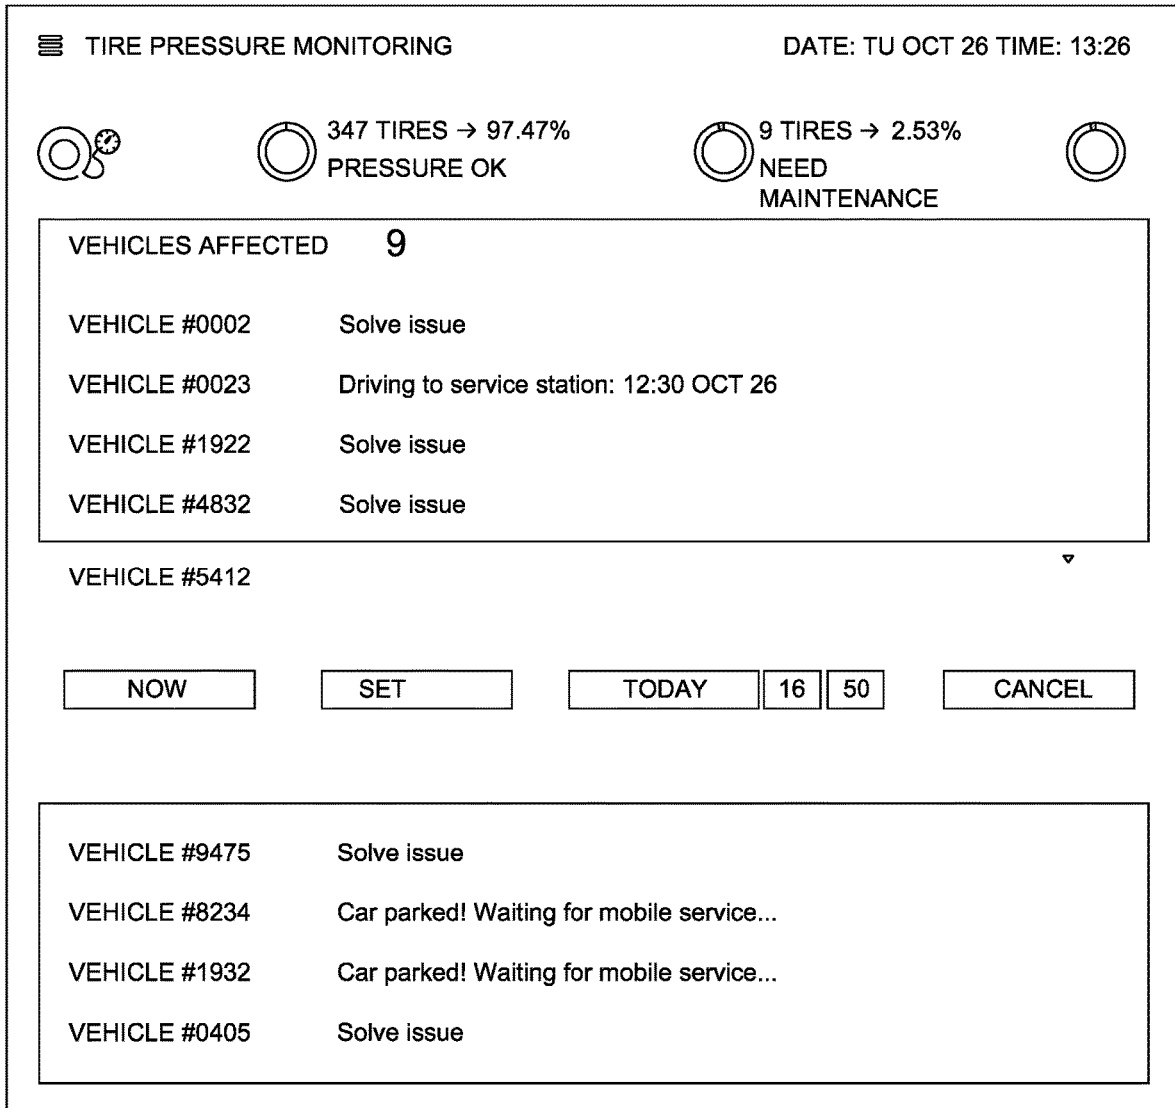 TIRE PRESSURE MONITORING DATE: TU OCT 26 TIME: 13:26
347 TIRES → 97.47% 9 TIRES → 2.53%
PRESSURE OK NEED
MAINTENANCE
VEHICLES AFFECTED 9
VEHICLE #0002 Solve issue
VEHICLE #0023 Driving to service station: 12:30 OCT 26
VEHICLE #1922 Solve issue
VEHICLE #4832 Solve issue
VEHICLE #5412
NOW SET TODAY 16 50 CANCEL
VEHICLE #9475 Solve issue
VEHICLE #8234 Car parked! Waiting for mobile service...
VEHICLE #1932 Car parked! Waiting for mobile service...
VEHICLE #0405 Solve issue